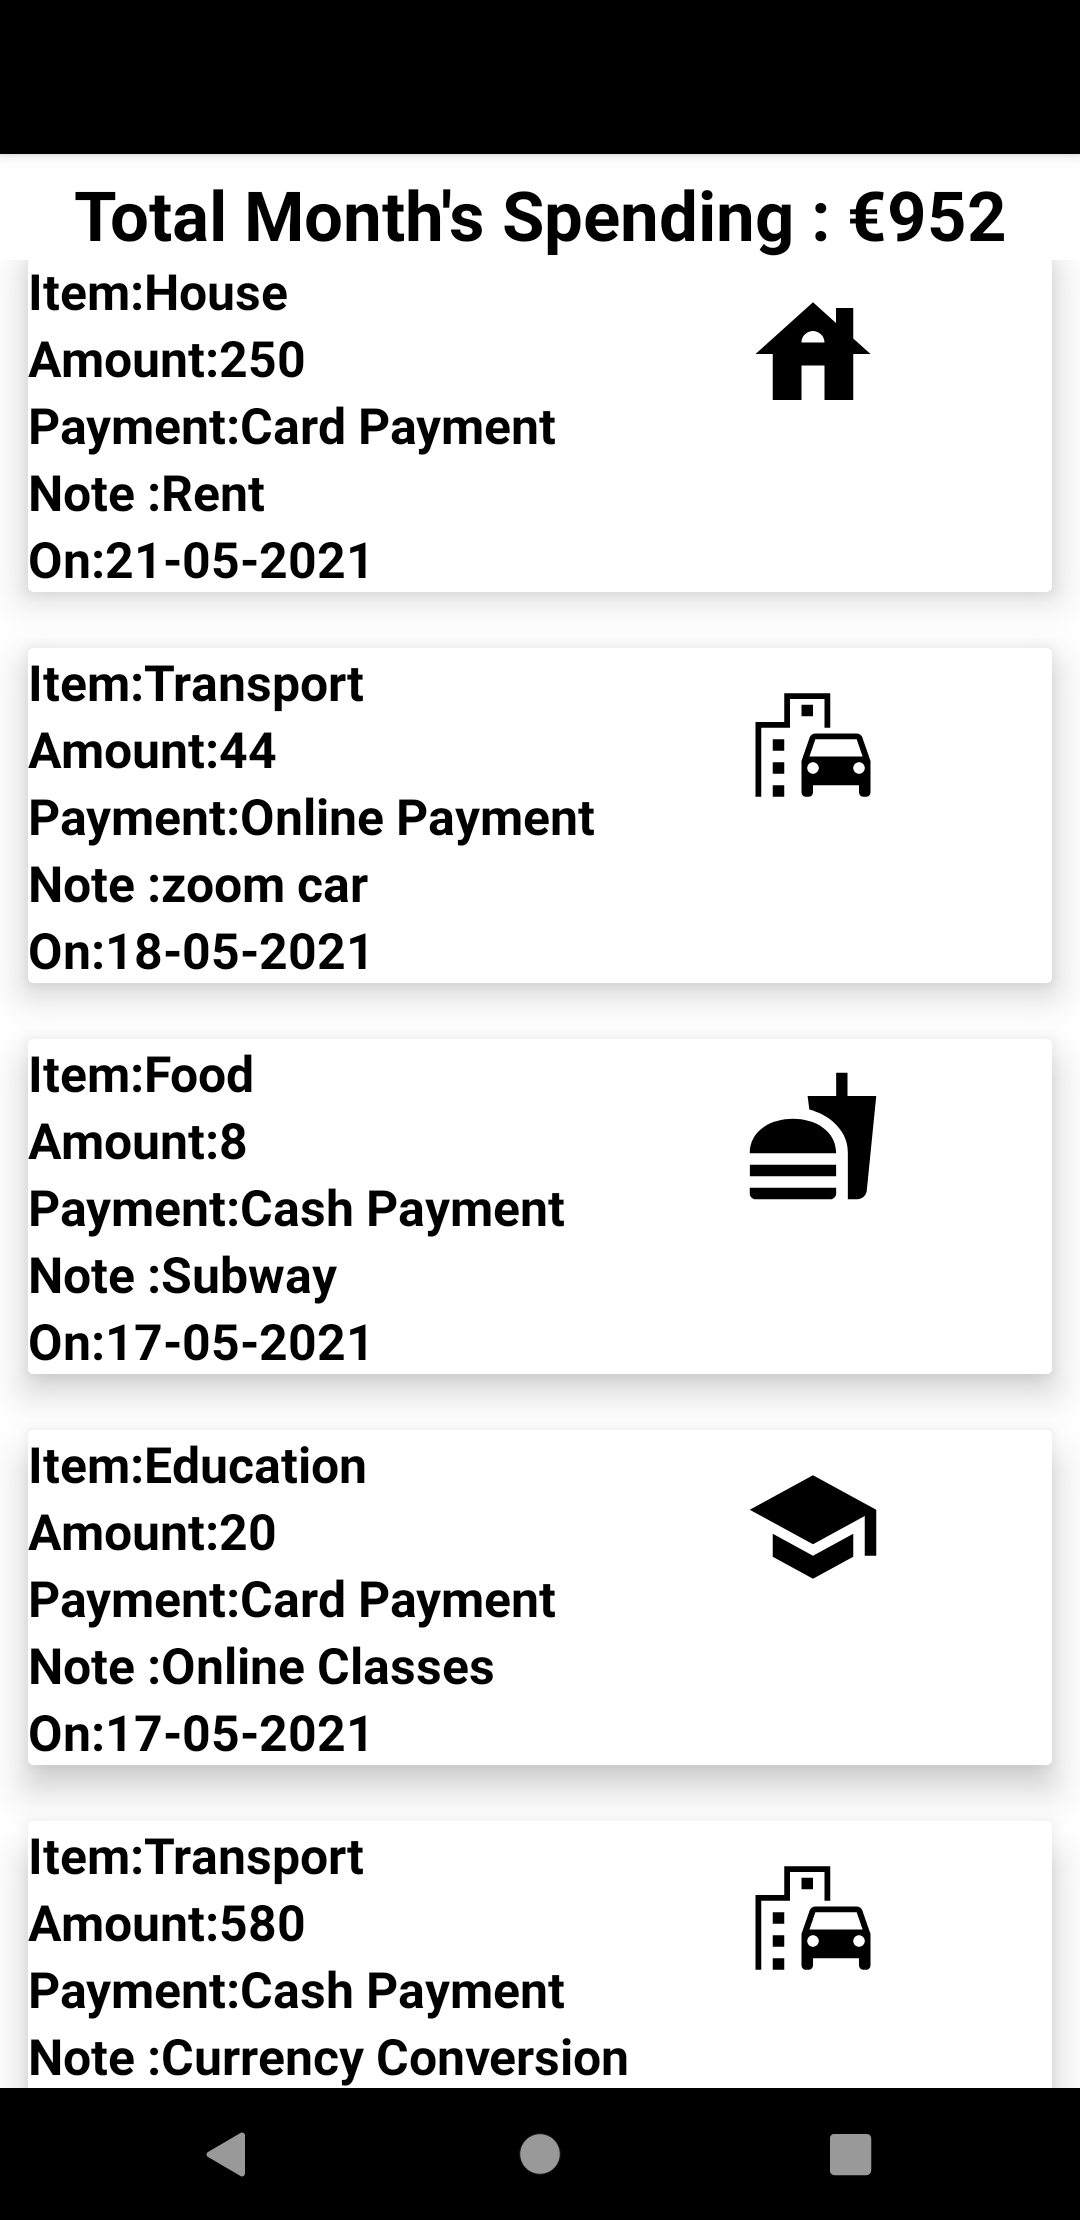 Total Month's Spending : €952
Item:House
Amount:250
Payment:Card Payment
Note :Rent
On:21-05-2021
Item:Transport
Amount:44
Payment:Online Payment
Note :zoom car
On:18-05-2021
Item:Food
Amount:8
Payment:Cash Payment
Note :Subway
On:17-05-2021
Item:Education
Amount:20
Payment:Card Payment
Note :Online Classes
On:17-05-2021
Item:Transport
Amount:580
Payment:Cash Payment
Note :Currency Conversion